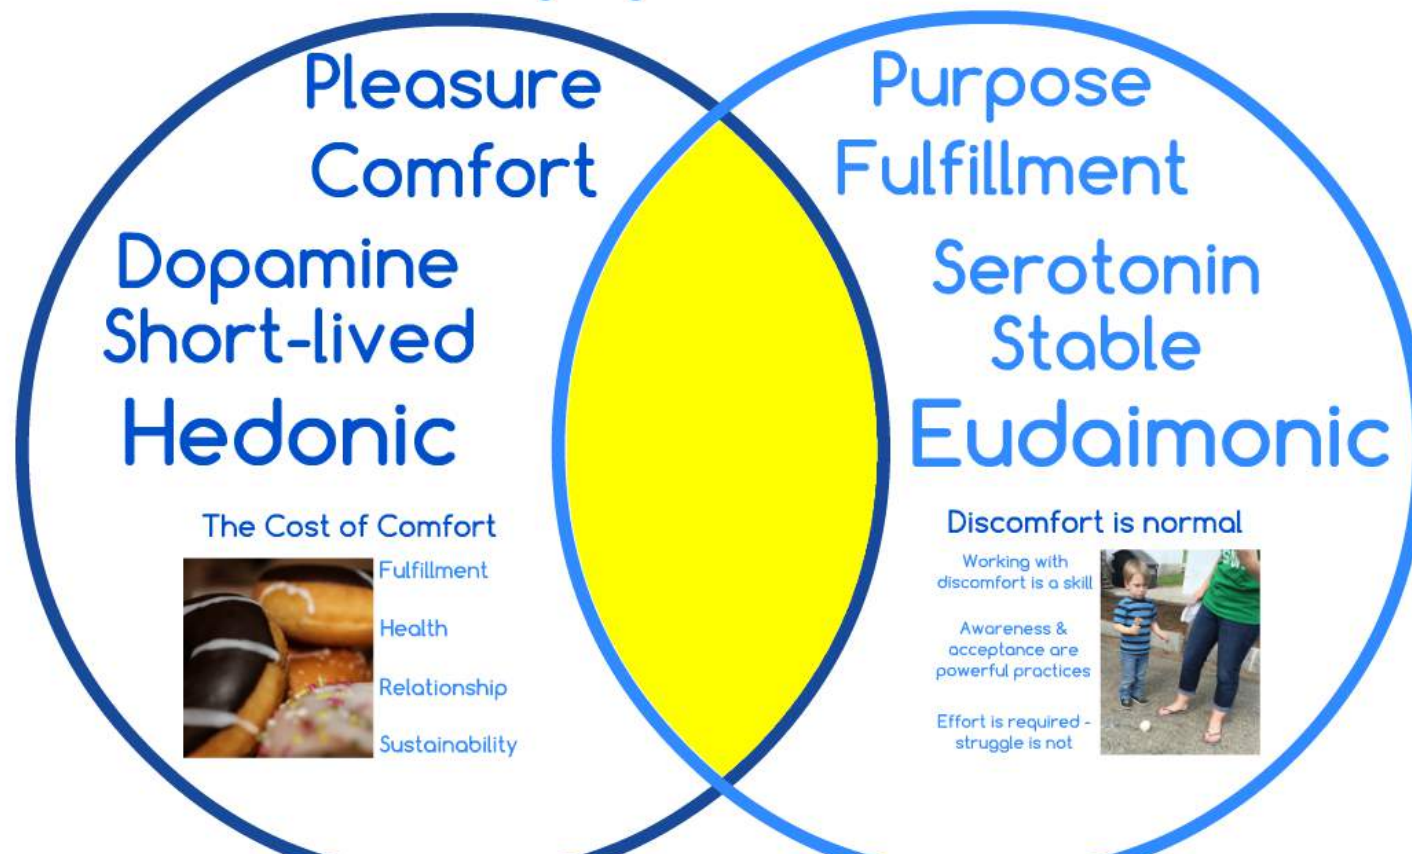 Pleasure
Comfort
Dopamine
Short-lived
Hedonic
The Cost of Comfort
Fulfillment
Health
Relationship
Sustainability
Purpose
Fulfillment
Serotonin
Stable
Eudaimonic
Discomfort is normal
Working with
discomfort is a skill
Awareness &
acceptance are
powerful practices
Effort is required -
struggle is not